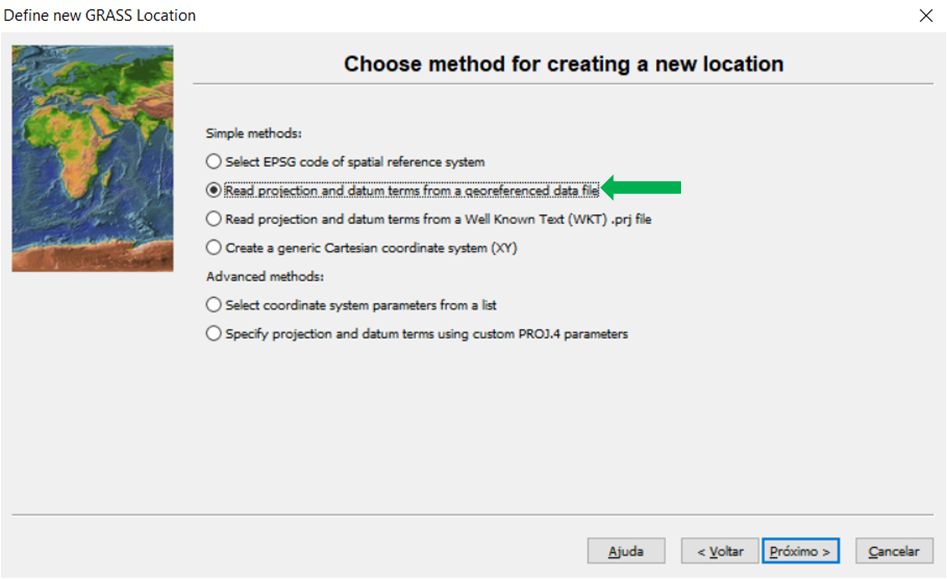 Define new GRASS Location
Choose method for creating a new location
Simple methods:
Select EPSG code of spatial reference system
Read projection and datum terms from a georeferenced data file
Read projection and datum terms from a Well Known Text (WKT) .prj file
Create a generic Cartesian coordinate system (XY)
Advanced methods:
Select coordinate system parameters from a list
Specify projection and datum terms using custom PROJ.4 parameters
Ajuda < Voltar Próximo > Cancelar